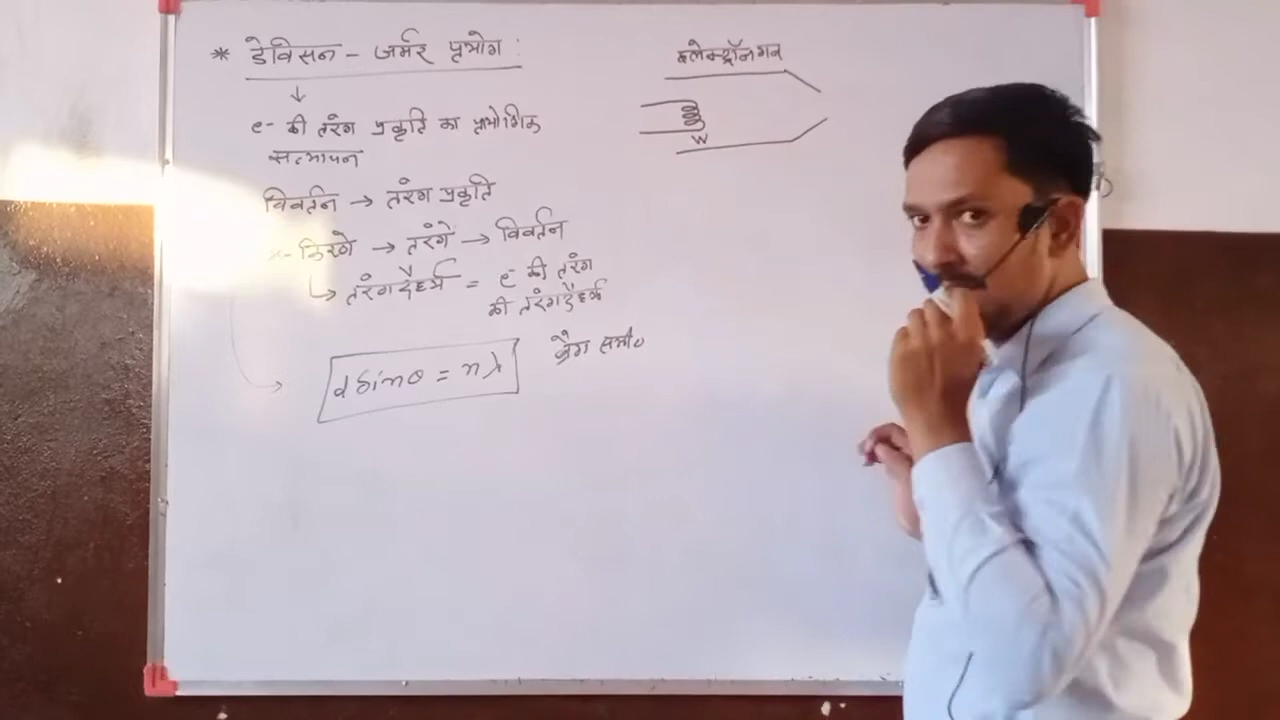 * डेविसन - जर्मर प्रयोग :
↓
e- की तरंग प्रकृति का प्रायोगिक
सत्यापन
विवर्तन → तरंग प्रकृति
x- किरणे → तरंगे → विवर्तन
↳ तरंगदैर्ध्य = e- की तरंग
की तरंगदैर्ध्य
d sinθ = nλ
ब्रैग समी०
इलेक्ट्रॉनगन
W